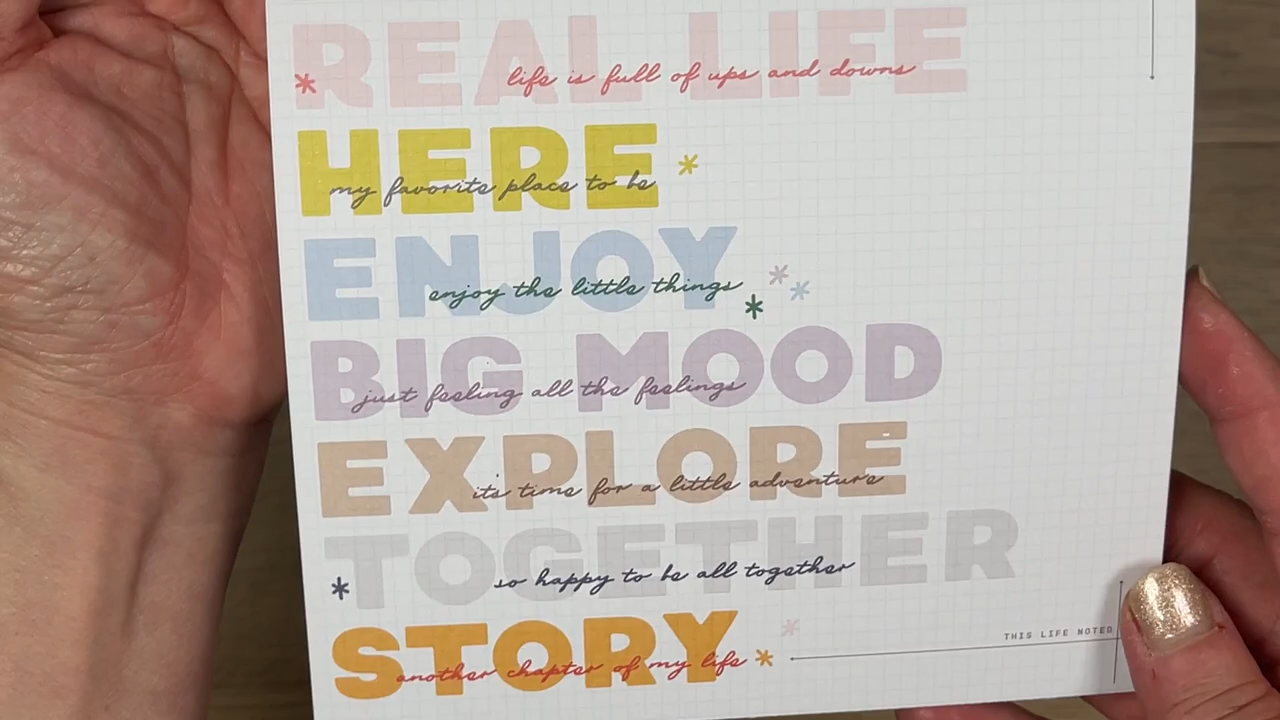 REAL LIFE
life is full of ups and downs
HERE
my favorite place to be
ENJOY
enjoy the little things
BIG MOOD
just feeling all the feelings
EXPLORE
it's time for a little adventure
TOGETHER
so happy to be all together
STORY
another chapter of my life
THIS LIFE NOTED